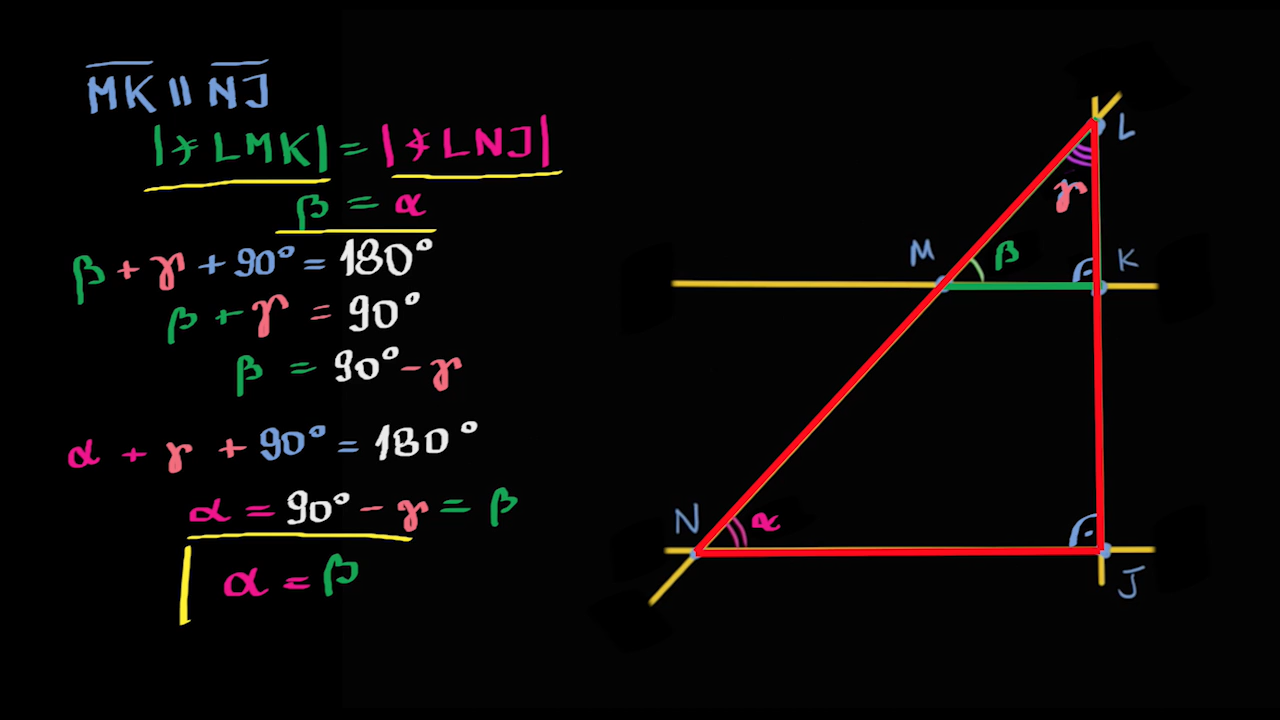 MK || NJ
|∡LMK| = |∡LNJ|
β = α
β + γ + 90° = 180°
β + γ = 90°
β = 90° - γ
α + γ + 90° = 180°
α = 90° - γ = β
α = β
L
γ
M
β
K
N
α
J